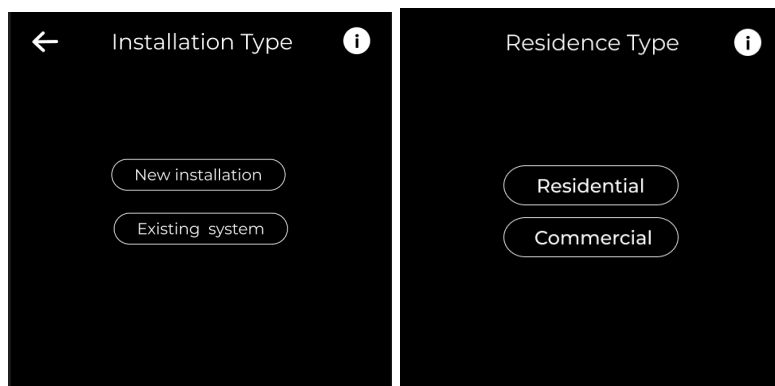 Installation Type i
New installation
Existing system
Residence Type i
Residential
Commercial